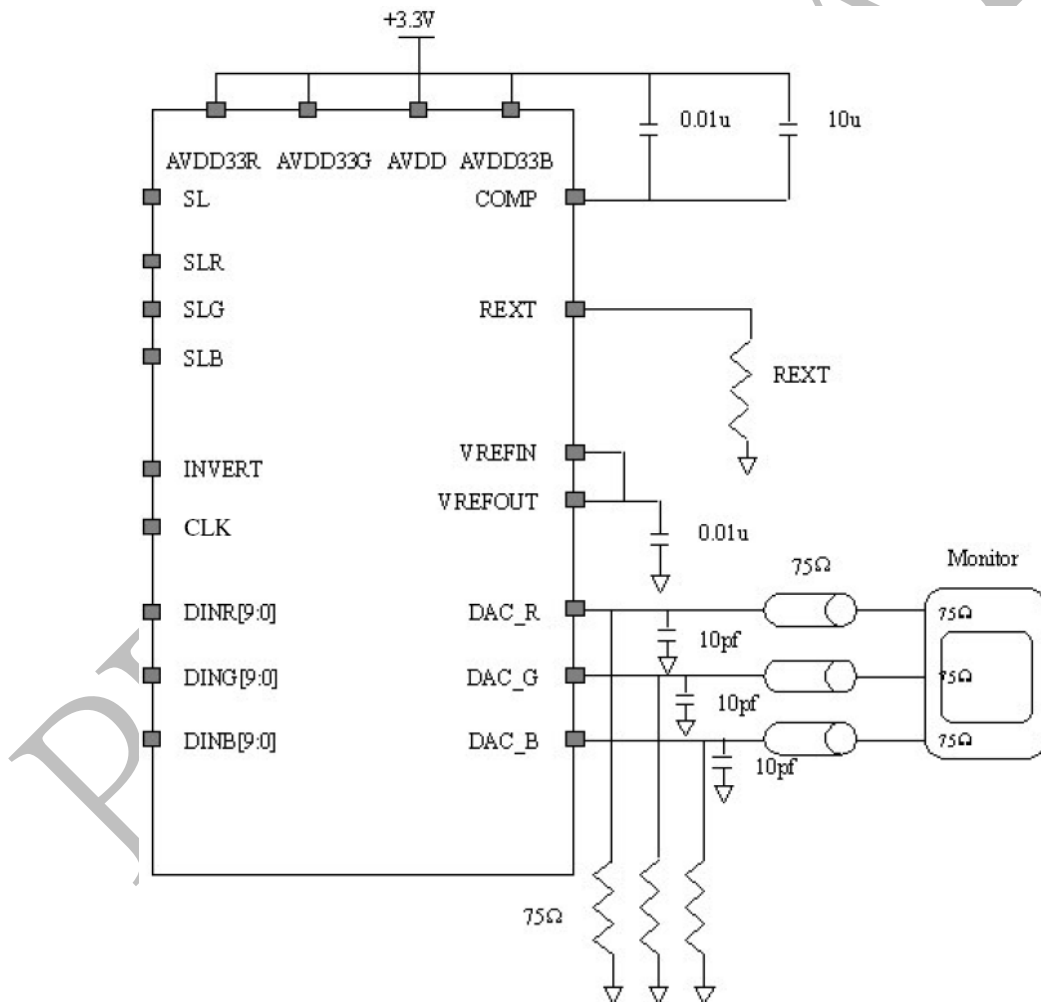 +3.3V
0.01u
10u
AVDD33R AVDD33G AVDD AVDD33B
SL
COMP
SLR
SLG
REXT
SLB
REXT
VREFIN
INVERT
VREFOUT
CLK
0.01u
75Ω
Monitor
DINR[9:0]
DAC_R
75Ω
10pf
DING[9:0]
DAC_G
75Ω
10pf
DINB[9:0]
DAC_B
75Ω
10pf
75Ω